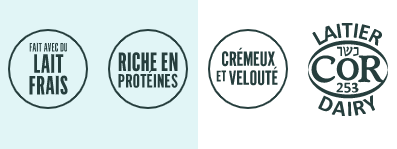 FAIT AVEC DU
LAIT
FRAIS
RICHE EN
PROTÉINES
CRÉMEUX
ET VELOUTÉ
LAITIER
כשר
COR
253
DAIRY